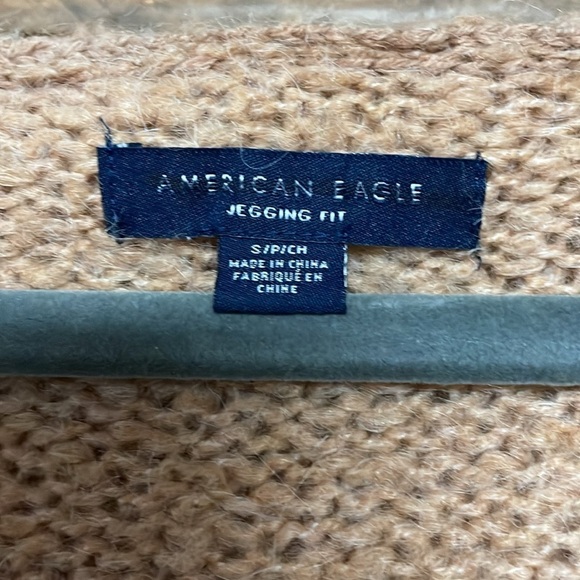 AMERICAN EAGLE
JEGGING FIT
S/P/CH
MADE IN CHINA
FABRIQUÉ EN
CHINE